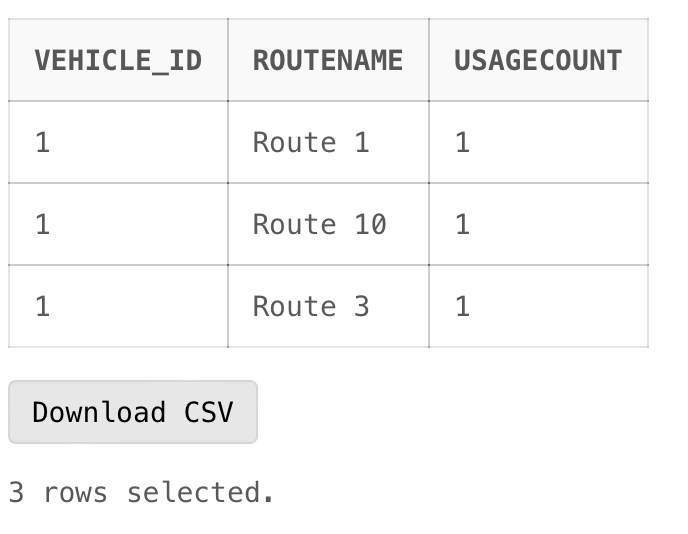 VEHICLE_ID ROUTENAME USAGECOUNT
1 Route 1 1
1 Route 10 1
1 Route 3 1
Download CSV
3 rows selected.